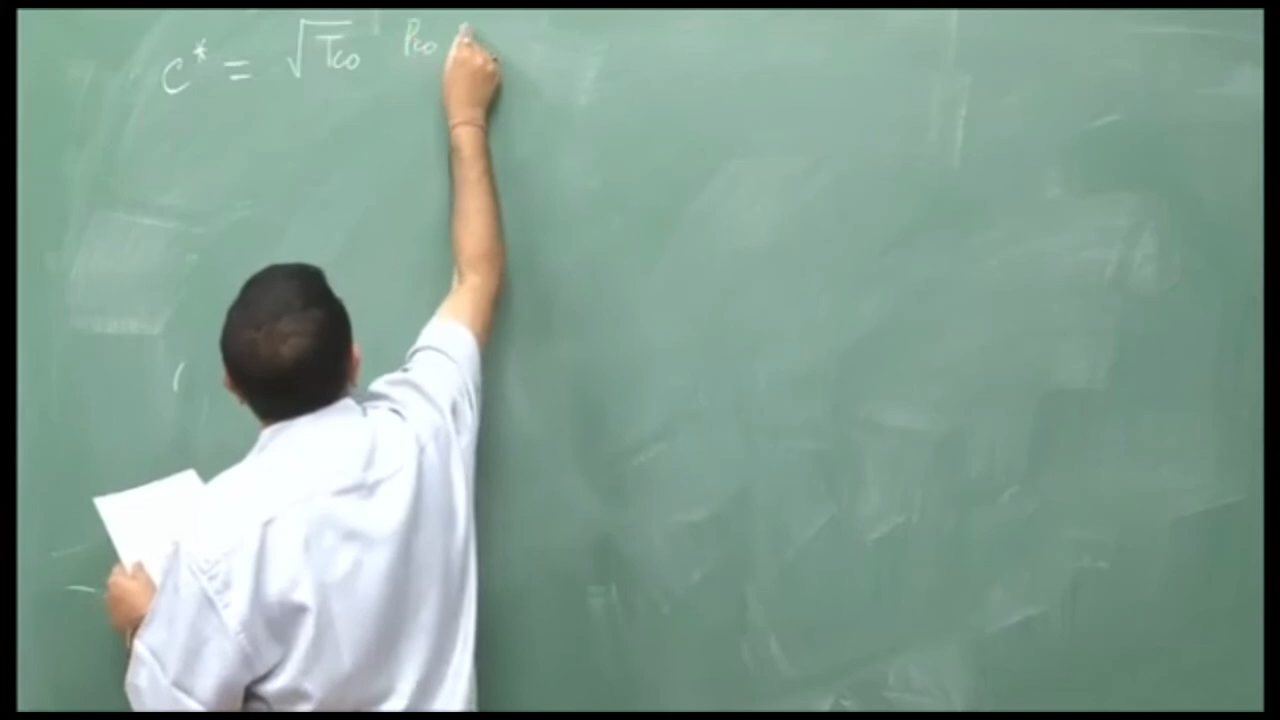 c* = √Tco Pco